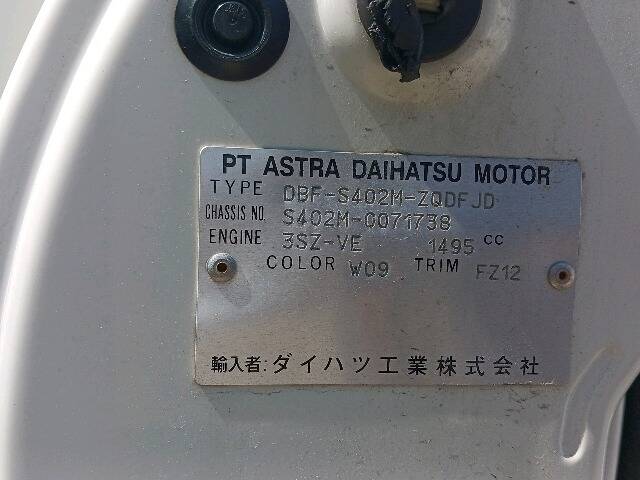 PT ASTRA DAIHATSU MOTOR
TYPE DBF-S402M-ZQDFJD
CHASSIS NO. S402M-0071738
ENGINE 3SZ-VE 1495 cc
COLOR W09 TRIM FZ12
輸入者:ダイハツ工業株式会社